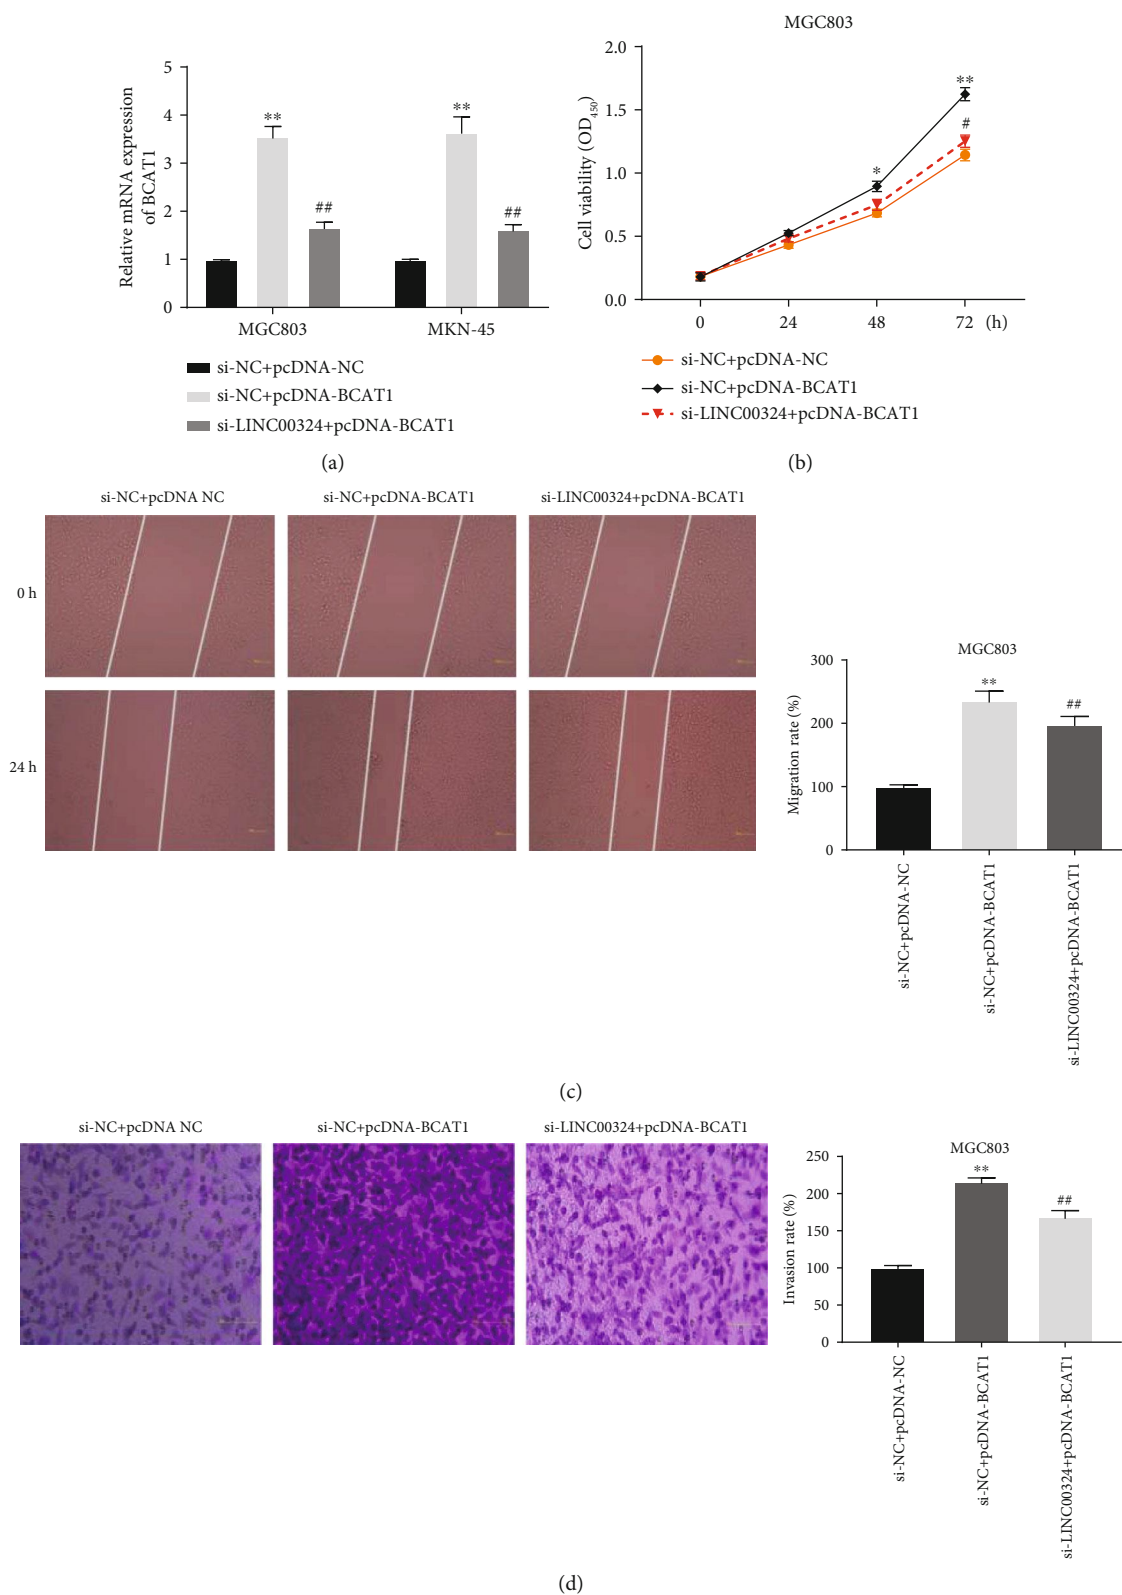 Relative mRNA expression
of BCAT1
5
4
3
2
1
0
**
##
**
##
MGC803
MKN-45
si-NC+pcDNA-NC
si-NC+pcDNA-BCAT1
si-LINC00324+pcDNA-BCAT1
(a)
MGC803
Cell viability (OD450)
2.0
1.5
1.0
0.5
0.0
*
**
#
0 24 48 72 (h)
si-NC+pcDNA-NC
si-NC+pcDNA-BCAT1
si-LINC00324+pcDNA-BCAT1
(b)
si-NC+pcDNA NC
si-NC+pcDNA-BCAT1
si-LINC00324+pcDNA-BCAT1
0 h
24 h
MGC803
Migration rate (%)
300
200
100
0
**
##
si-NC+pcDNA-NC
si-NC+pcDNA-BCAT1
si-LINC00324+pcDNA-BCAT1
(c)
si-NC+pcDNA NC
si-NC+pcDNA-BCAT1
si-LINC00324+pcDNA-BCAT1
MGC803
Invasion rate (%)
250
200
150
100
50
0
**
##
si-NC+pcDNA-NC
si-NC+pcDNA-BCAT1
si-LINC00324+pcDNA-BCAT1
(d)